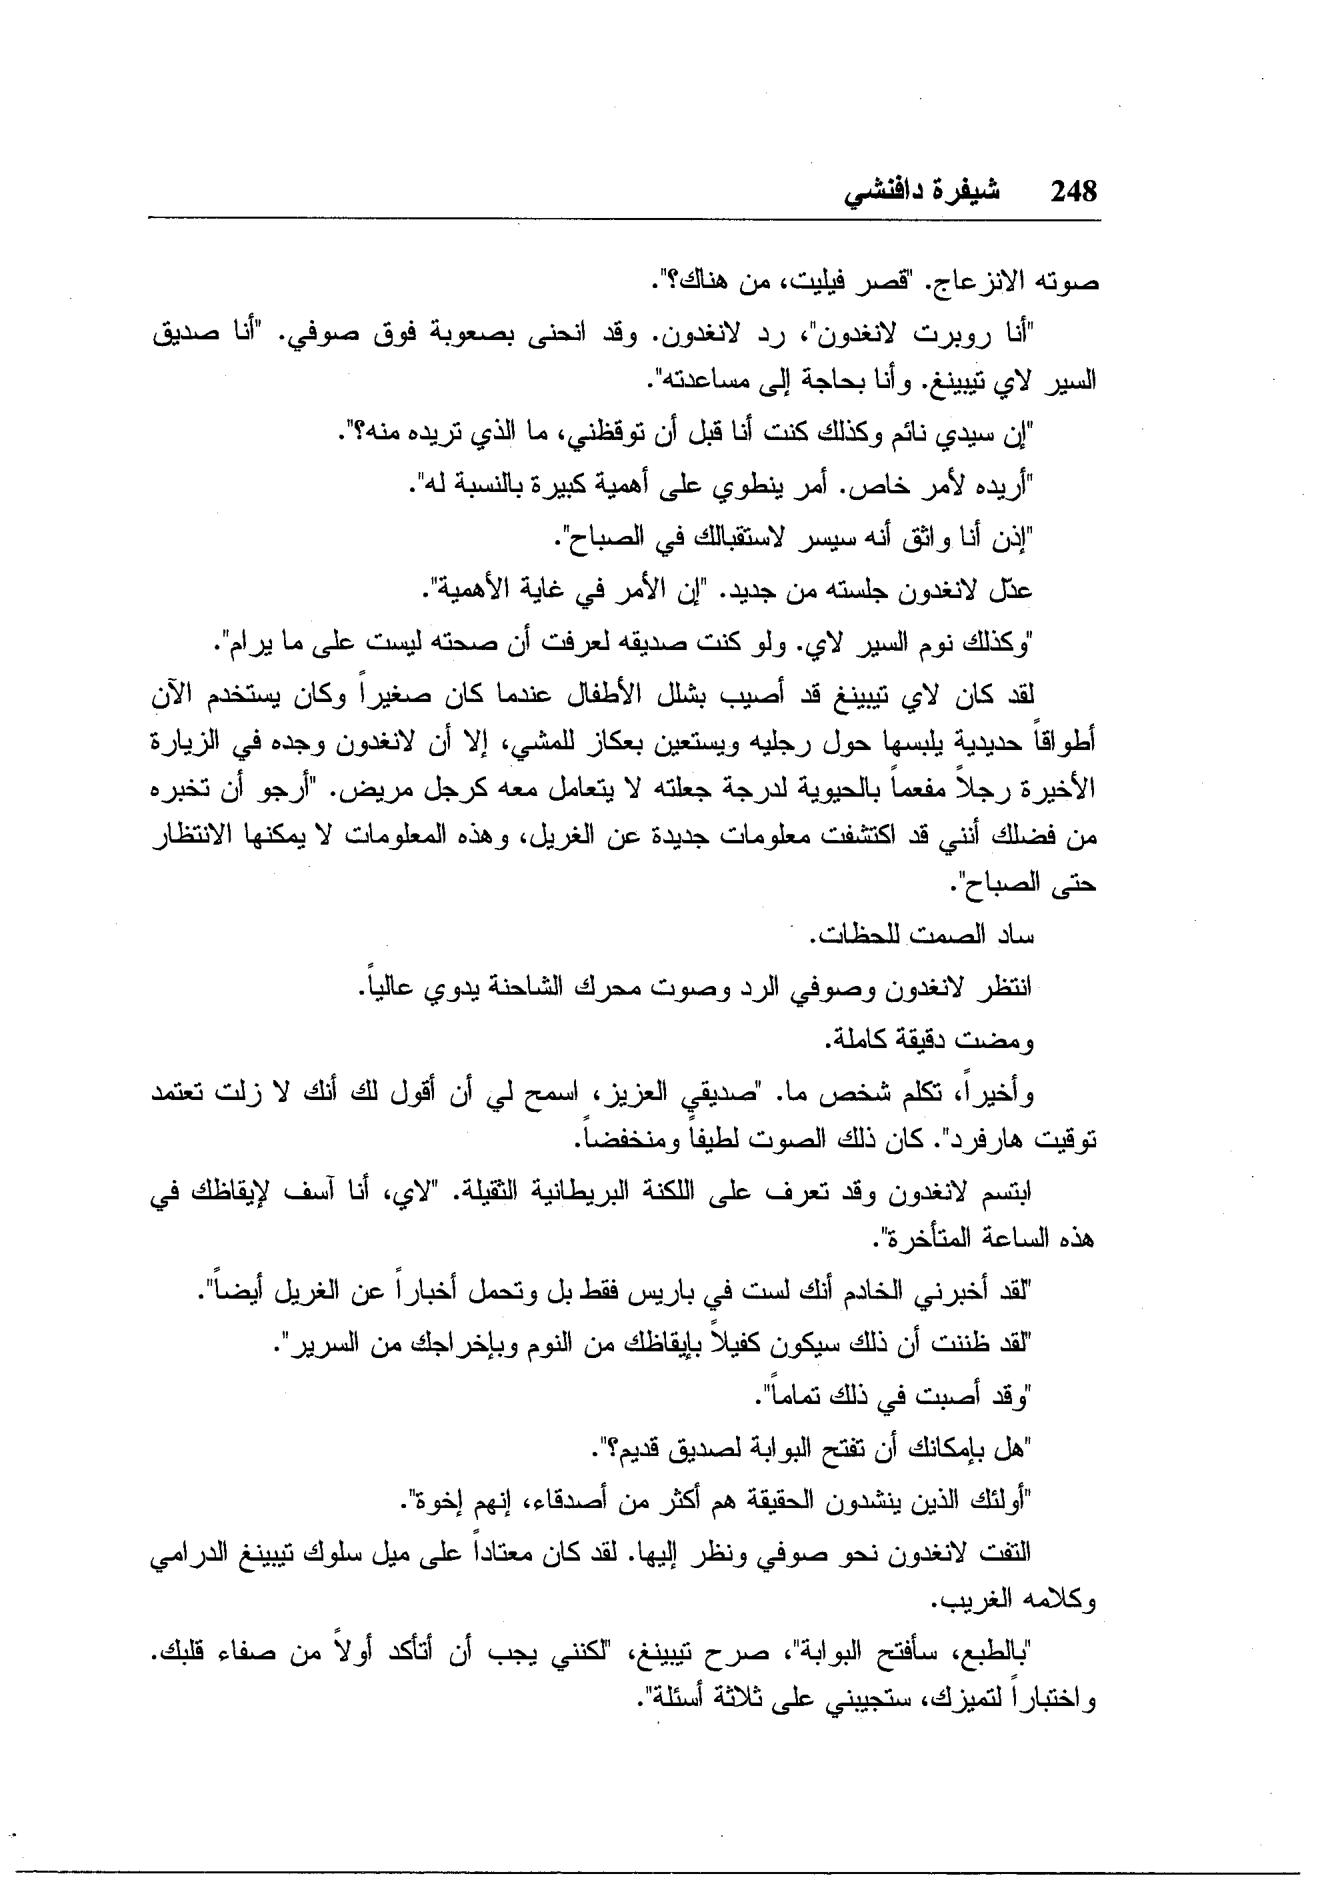 248 شيفرة دافنشي
صوته الانزعاج. "قصر فيليت، من هناك؟".
"أنا روبرت لانغدون"، رد لانغدون. وقد انحنى بصعوبة فوق صوفي. "أنا صديق
السير لاي تيبينغ. وأنا بحاجة إلى مساعدته".
"إن سيدي نائم وكذلك كنت أنا قبل أن توقظني، ما الذي تريده منه؟".
"أريده لأمر خاص. أمر ينطوي على أهمية كبيرة بالنسبة له".
"إذن أنا واثق أنه سيسر لاستقبالك في الصباح".
عدّل لانغدون جلسته من جديد. "إن الأمر في غاية الأهمية".
"وكذلك نوم السير لاي. ولو كنت صديقه لعرفت أن صحته ليست على ما يرام".
لقد كان لاي تيبينغ قد أصيب بشلل الأطفال عندما كان صغيراً وكان يستخدم الآن
أطواقاً حديدية يلبسها حول رجليه ويستعين بعكاز للمشي، إلا أن لانغدون وجده في الزيارة
الأخيرة رجلاً مفعماً بالحيوية لدرجة جعلته لا يتعامل معه كرجل مريض. "أرجو أن تخبره
من فضلك أنني قد اكتشفت معلومات جديدة عن الغريل، وهذه المعلومات لا يمكنها الانتظار
حتى الصباح".
ساد الصمت للحظات.
انتظر لانغدون وصوفي الرد وصوت محرك الشاحنة يدوي عالياً.
ومضت دقيقة كاملة.
وأخيراً، تكلم شخص ما. "صديقي العزيز، اسمح لي أن أقول لك أنك لا زلت تعتمد
توقيت هارفرد". كان ذلك الصوت لطيفاً ومنخفضاً.
ابتسم لانغدون وقد تعرف على اللكنة البريطانية الثقيلة. "لاي، أنا آسف لإيقاظك في
هذه الساعة المتأخرة".
"لقد أخبرني الخادم أنك لست في باريس فقط بل وتحمل أخباراً عن الغريل أيضاً".
"لقد ظننت أن ذلك سيكون كفيلاً بإيقاظك من النوم وبإخراجك من السرير".
"وقد أصبت في ذلك تماماً".
"هل بإمكانك أن تفتح البوابة لصديق قديم؟".
"أولئك الذين ينشدون الحقيقة هم أكثر من أصدقاء، إنهم إخوة".
التفت لانغدون نحو صوفي ونظر إليها. لقد كان معتاداً على ميل سلوك تيبينغ الدرامي
وكلامه الغريب.
"بالطبع، سأفتح البوابة"، صرح تيبينغ، "لكنني يجب أن أتأكد أولاً من صفاء قلبك.
واختباراً لتميزك، ستجيبني على ثلاثة أسئلة".